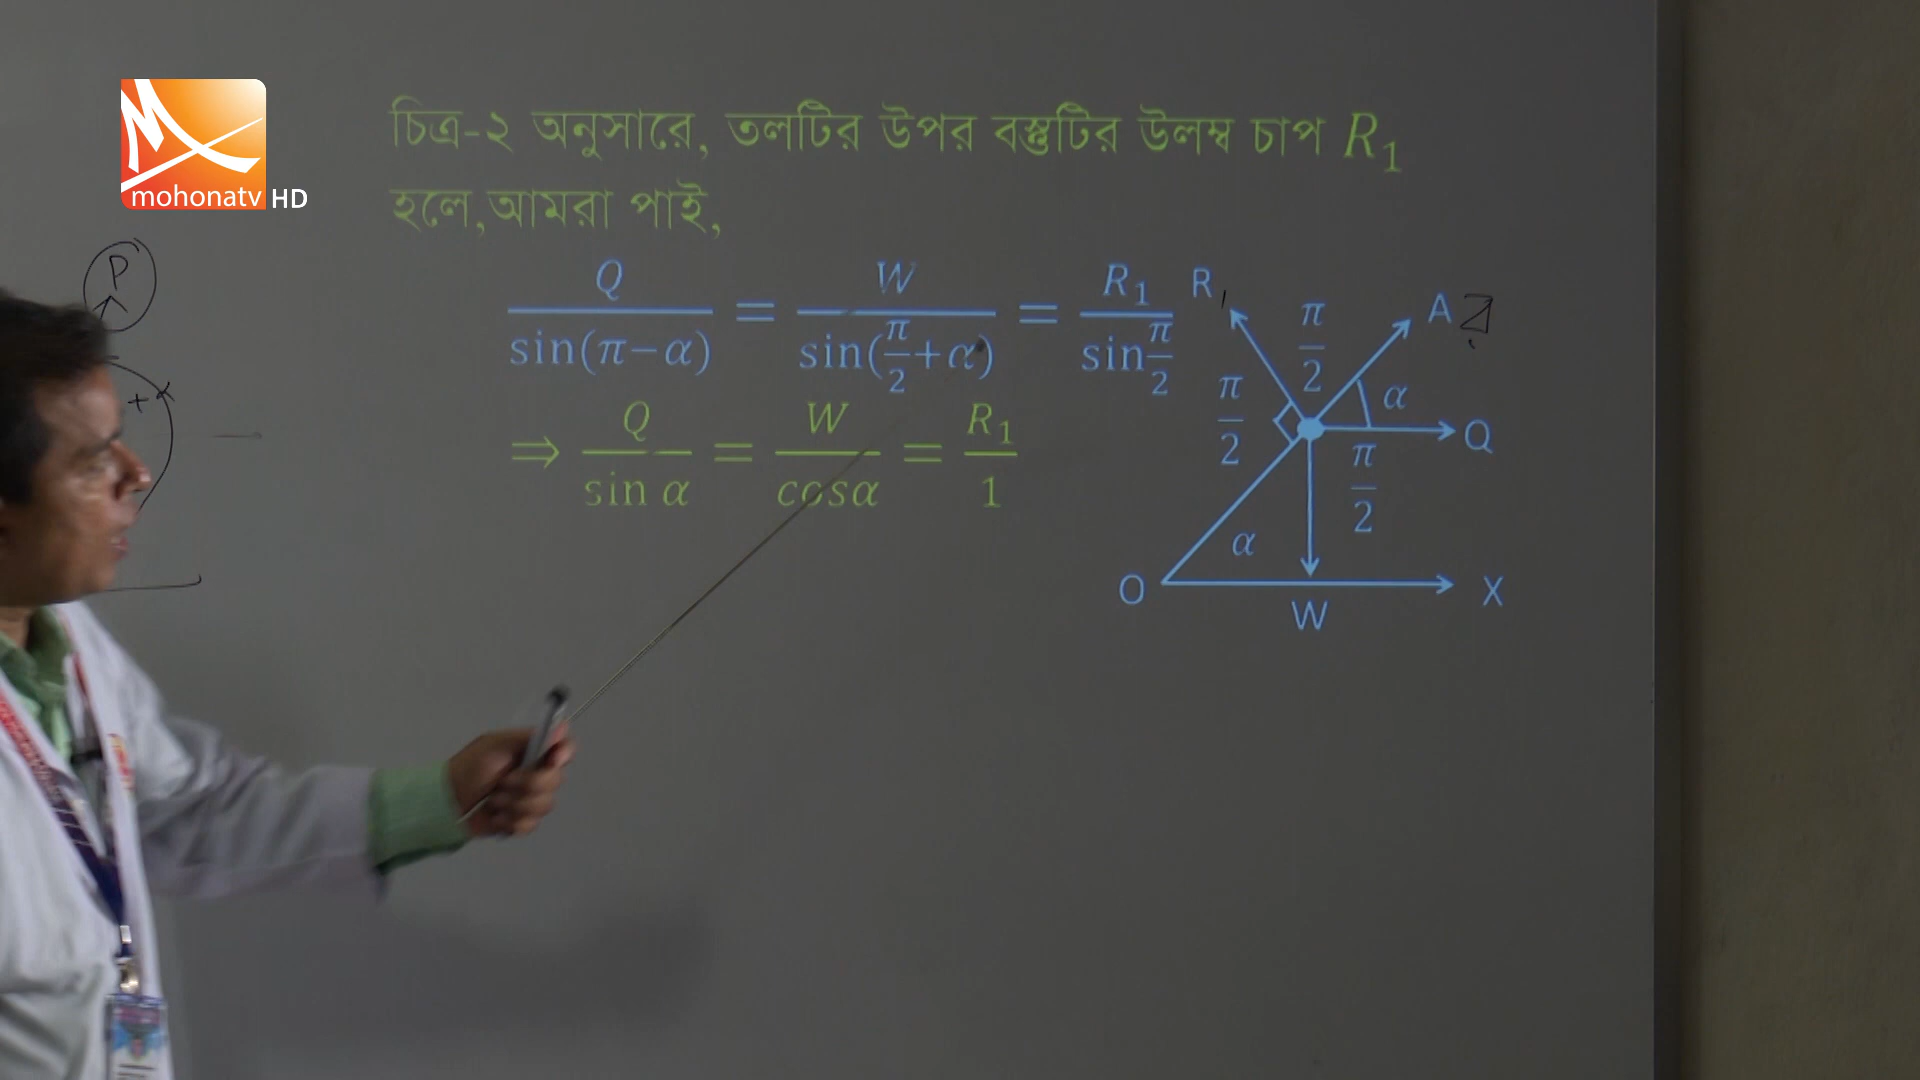 mohonatv HD
চিত্র-২ অনুসারে, তলটির উপর বস্তুটির উলম্ব চাপ R₁
হলে,আমরা পাই,
Q/sin(π−α) = W/sin(π/2+α) = R₁/sin π/2
⇒ Q/sin α = W/cosα = R₁/1
P
+
R₁
π/2
A
π/2
α
Q
π/2
α
O
W
X